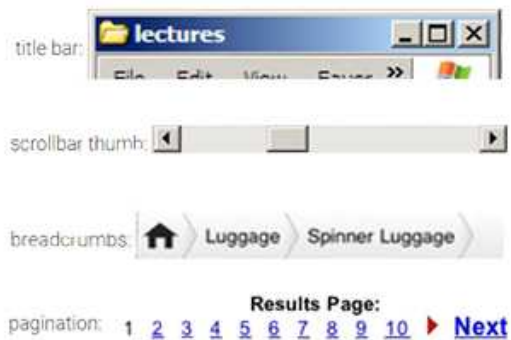 title bar: lectures
File Edit View Favor »
scrollbar thumb:
breadcrumbs: Luggage Spinner Luggage
Results Page:
pagination: 1 2 3 4 5 6 7 8 9 10 Next